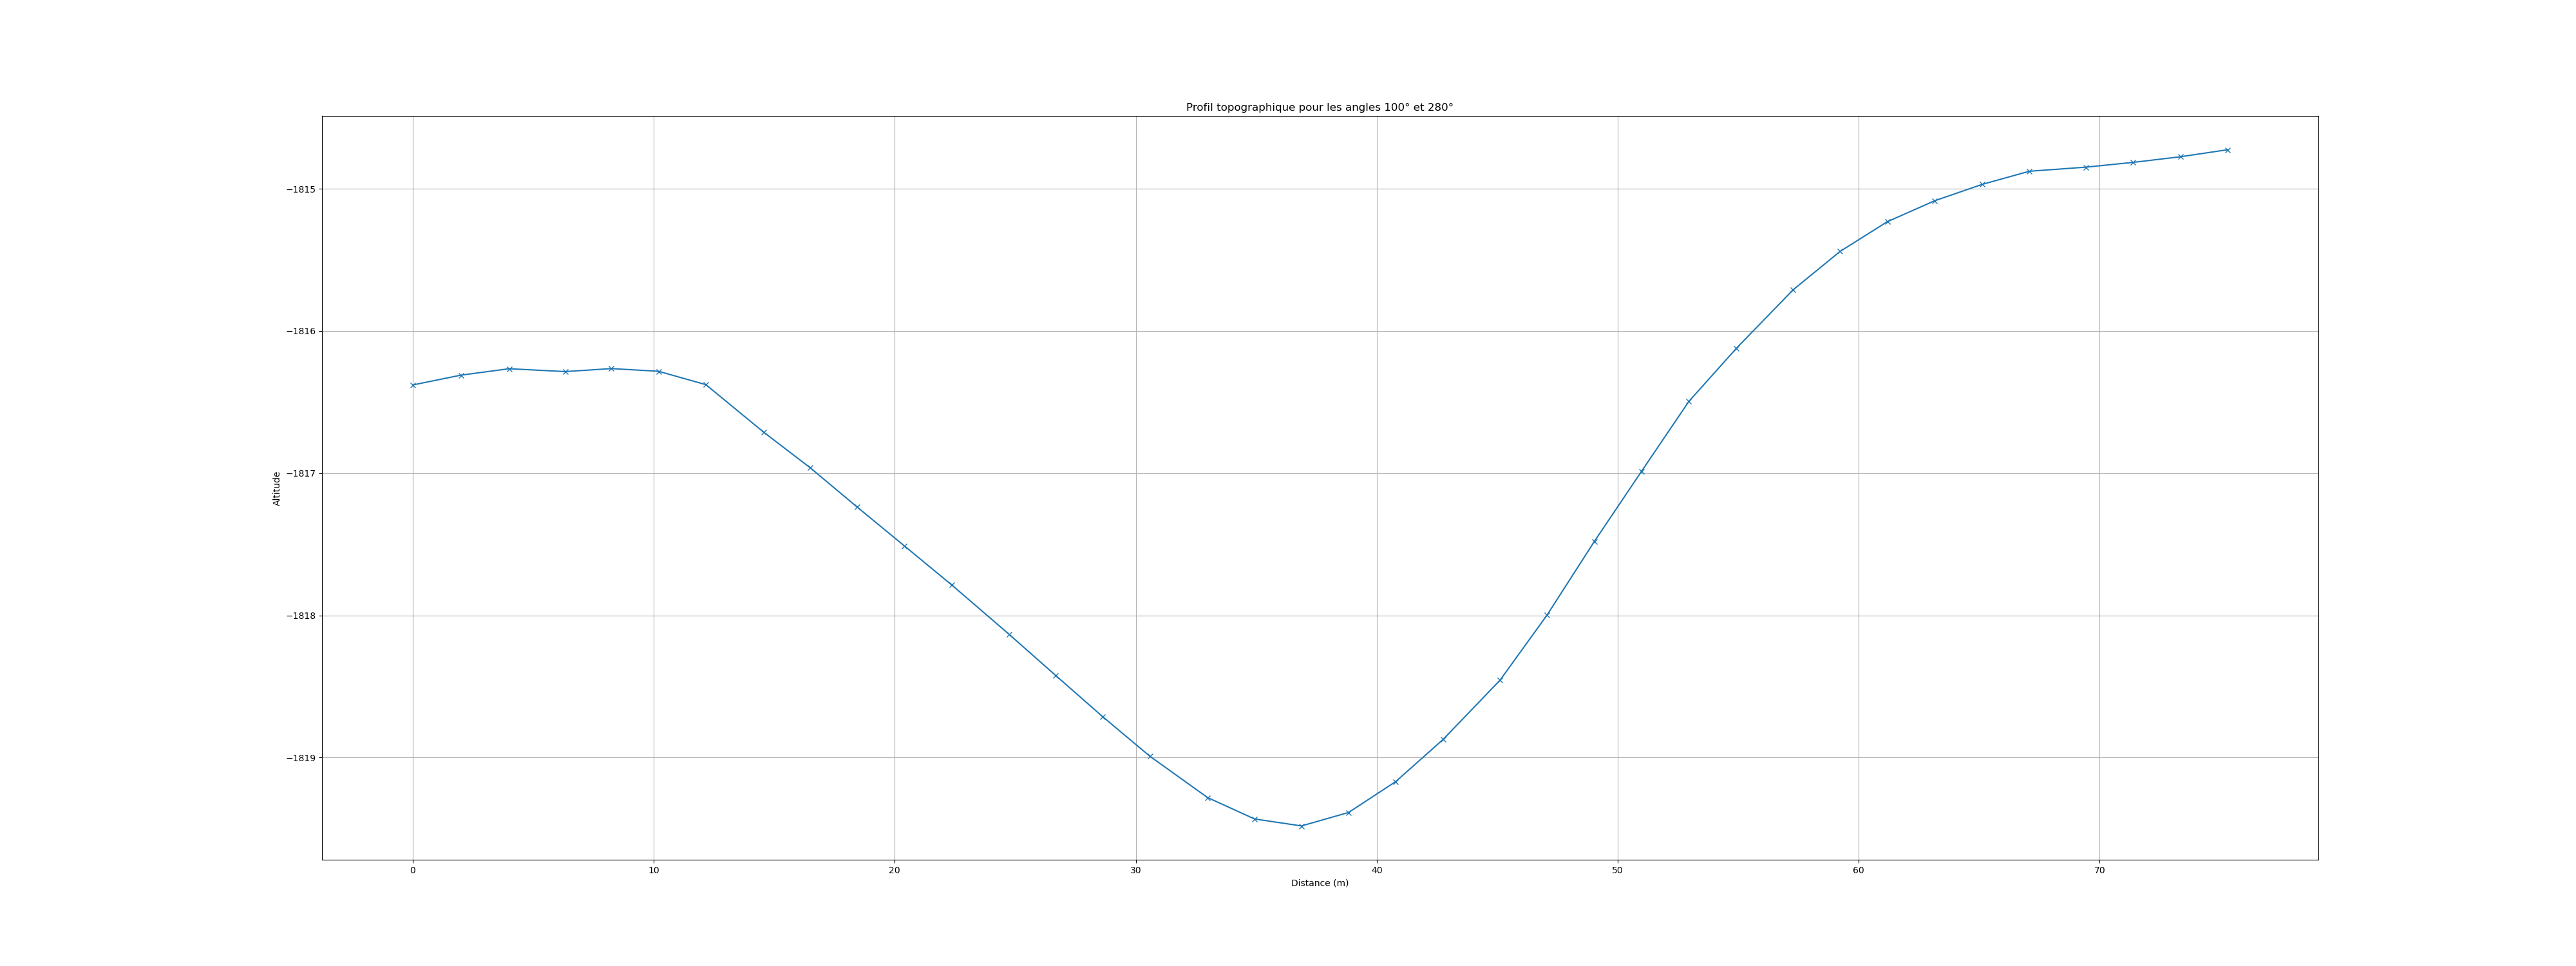 Profil topographique pour les angles 100° et 280°
Altitude
−1815
−1816
−1817
−1818
−1819
0 10 20 30 40 50 60 70
Distance (m)